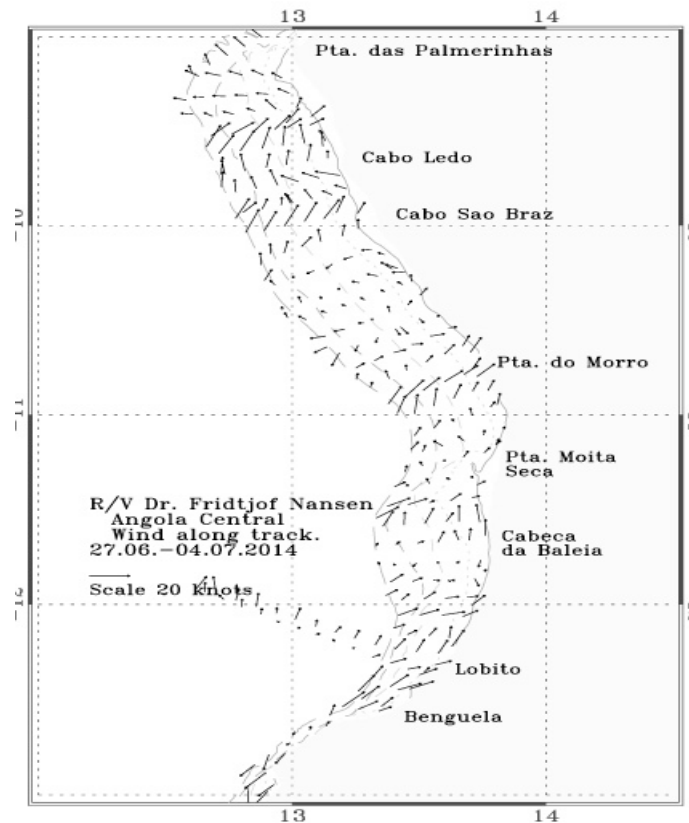 13 14
Pta. das Palmerinhas
Cabo Ledo
-10
Cabo Sao Braz
Pta. do Morro
-11
Pta. Moita
Seca
R/V Dr. Fridtjof Nansen
Angola Central
Wind along track.
27.06.-04.07.2014
Cabeca
da Baleia
Scale 20 knots
-12
Lobito
Benguela
13 14